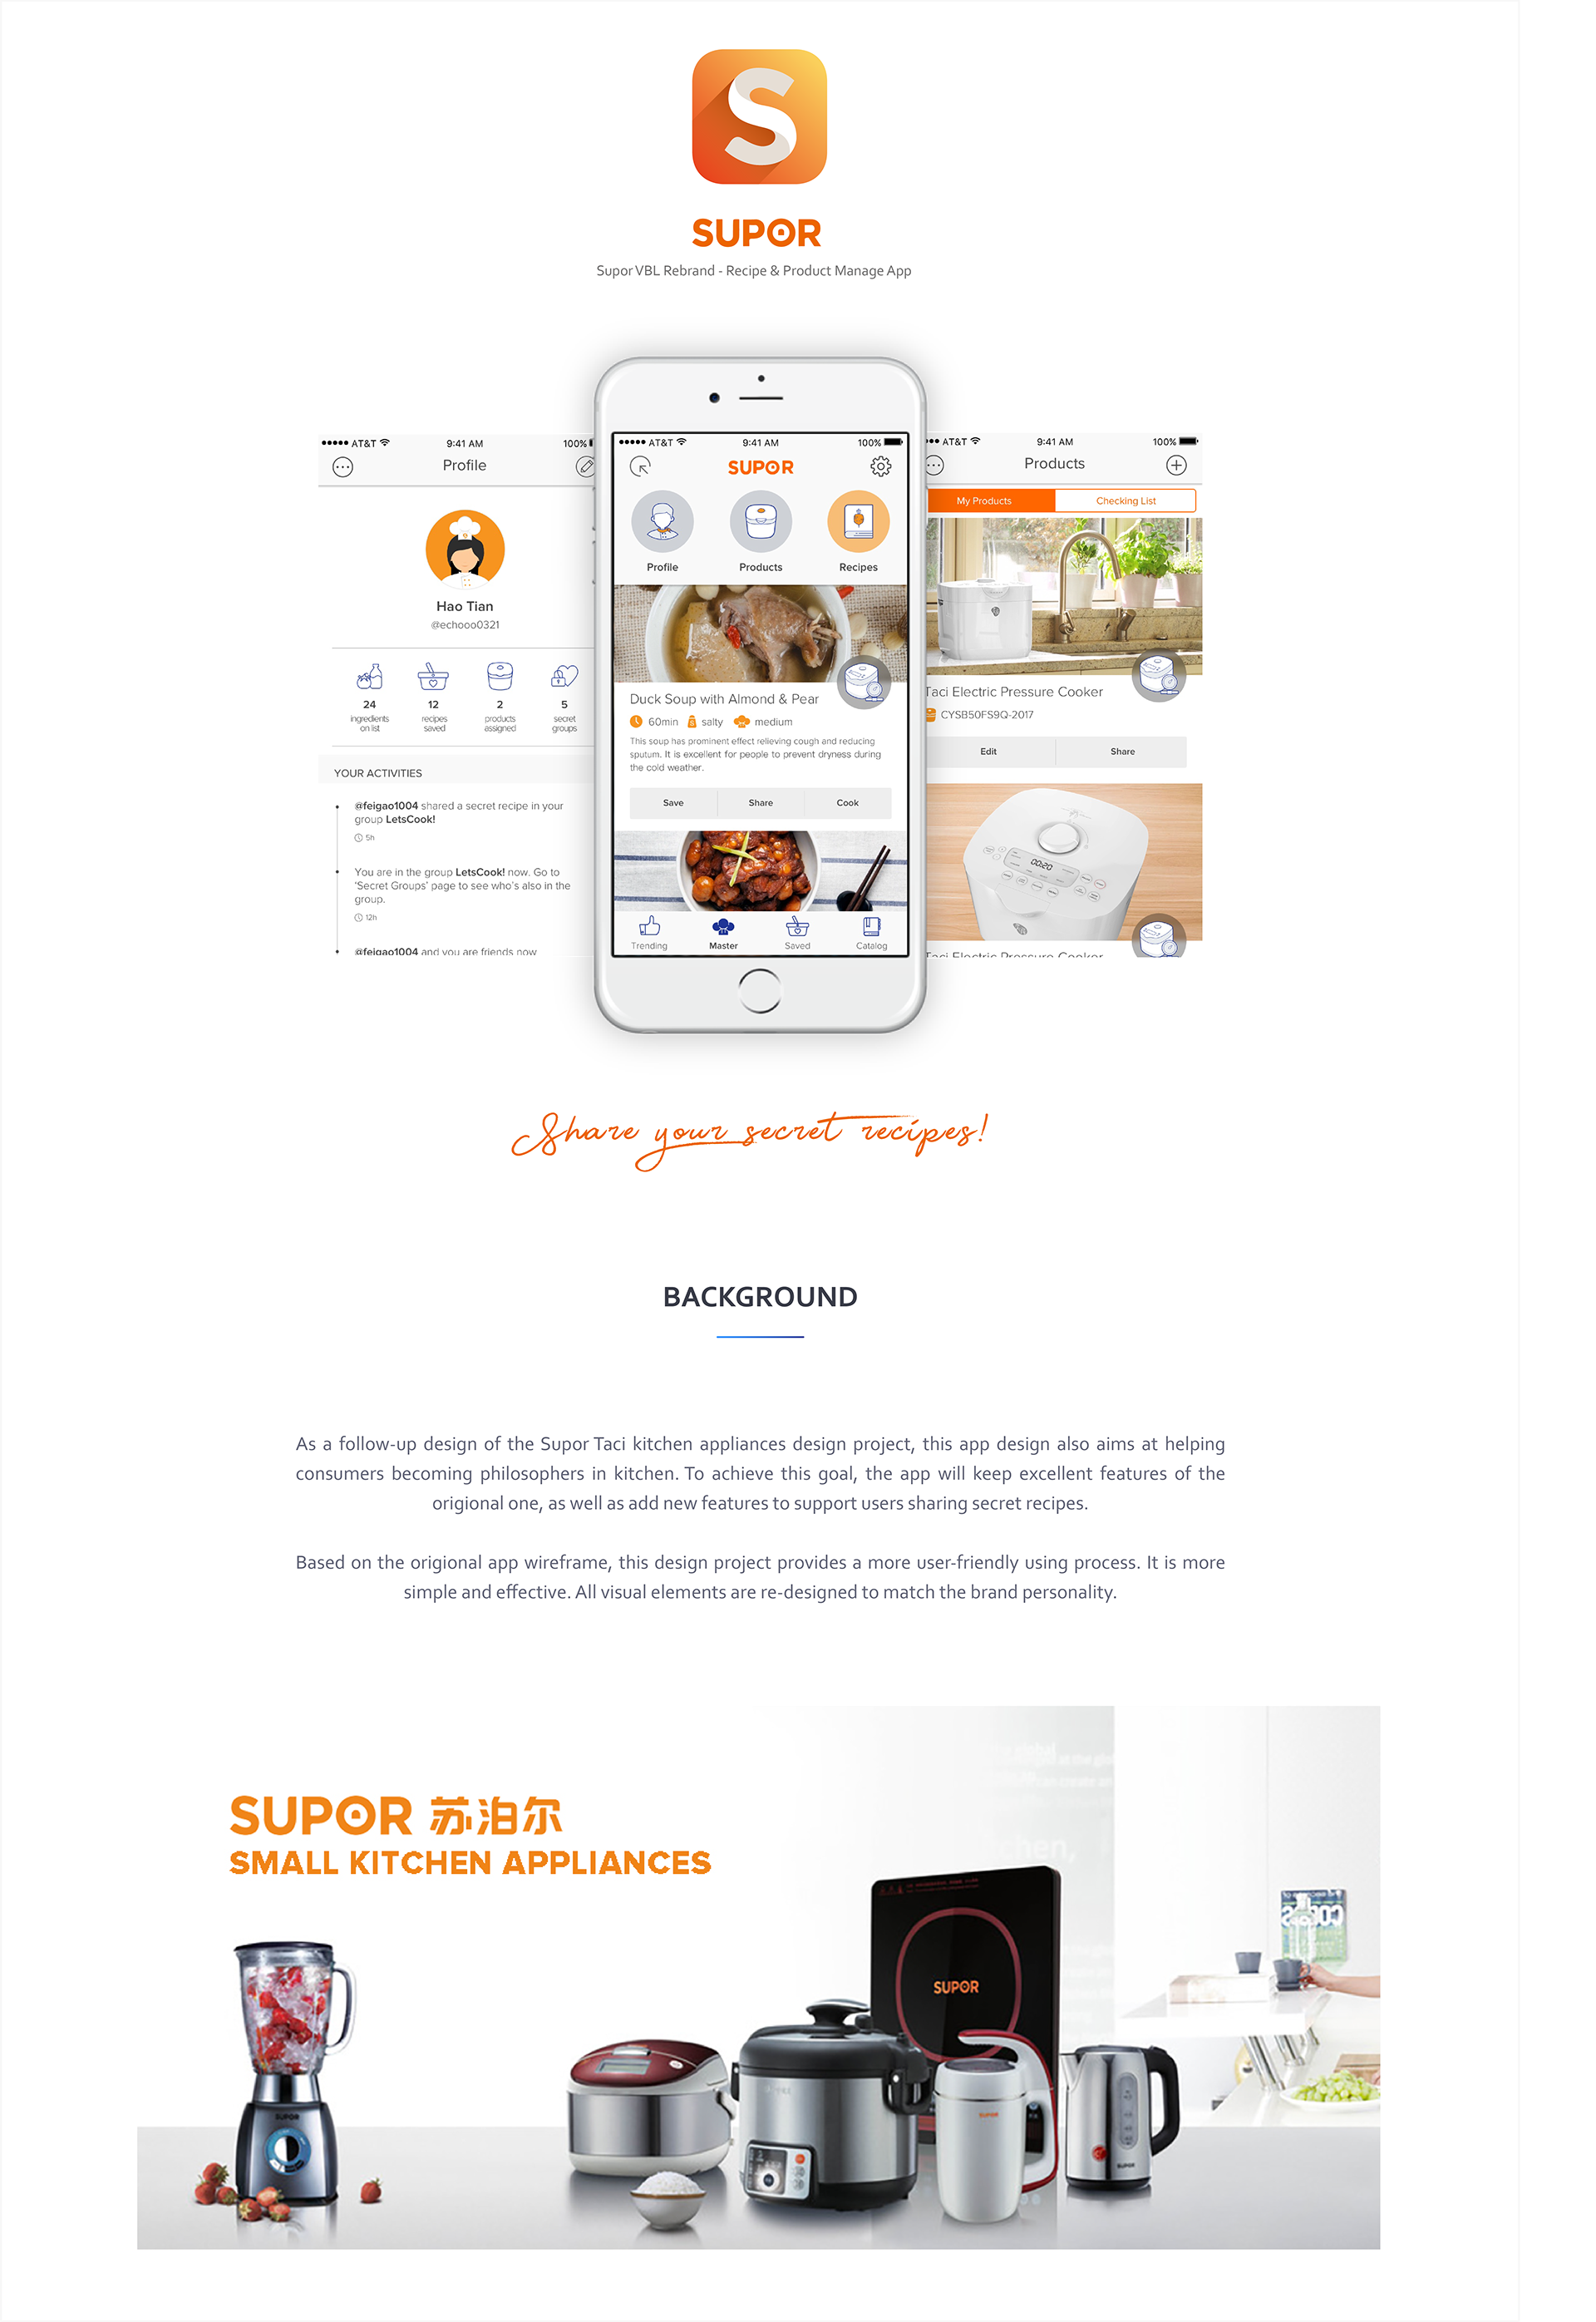 S
SUPOR
Supor VBL Rebrand - Recipe & Product Manage App
AT&T 9:41 AM 100%
Profile
Hao Tian
@echooo0321
24 12 2 5
ingredients on list
recipes saved
products assigned
secret groups
YOUR ACTIVITIES
@feigao1004 shared a secret recipe in your
group LetsCook!
5h
You are in the group LetsCook! now. Go to
'Secret Groups' page to see who's also in the
group.
12h
@feigao1004 and you are friends now
AT&T 9:41 AM 100%
SUPOR
Profile Products Recipes
Duck Soup with Almond & Pear
60min salty medium
This soup has prominent effect relieving cough and reducing
sputum. It is excellent for people to prevent dryness during
the cold weather.
Save Share Cook
Trending Master Saved Catalog
AT&T 9:41 AM 100%
Products
My Products Checking List
Taci Electric Pressure Cooker
CYSB50FS9Q-2017
Edit Share
00:20
Taci Electric Pressure Cooker
Share your secret recipes!
BACKGROUND
As a follow-up design of the Supor Taci kitchen appliances design project, this app design also aims at helping
consumers becoming philosophers in kitchen. To achieve this goal, the app will keep excellent features of the
origional one, as well as add new features to support users sharing secret recipes.
Based on the origional app wireframe, this design project provides a more user-friendly using process. It is more
simple and effective. All visual elements are re-designed to match the brand personality.
SUPOR 苏泊尔
SMALL KITCHEN APPLIANCES
SUPOR
SUPOR
SUPOR
SUPOR